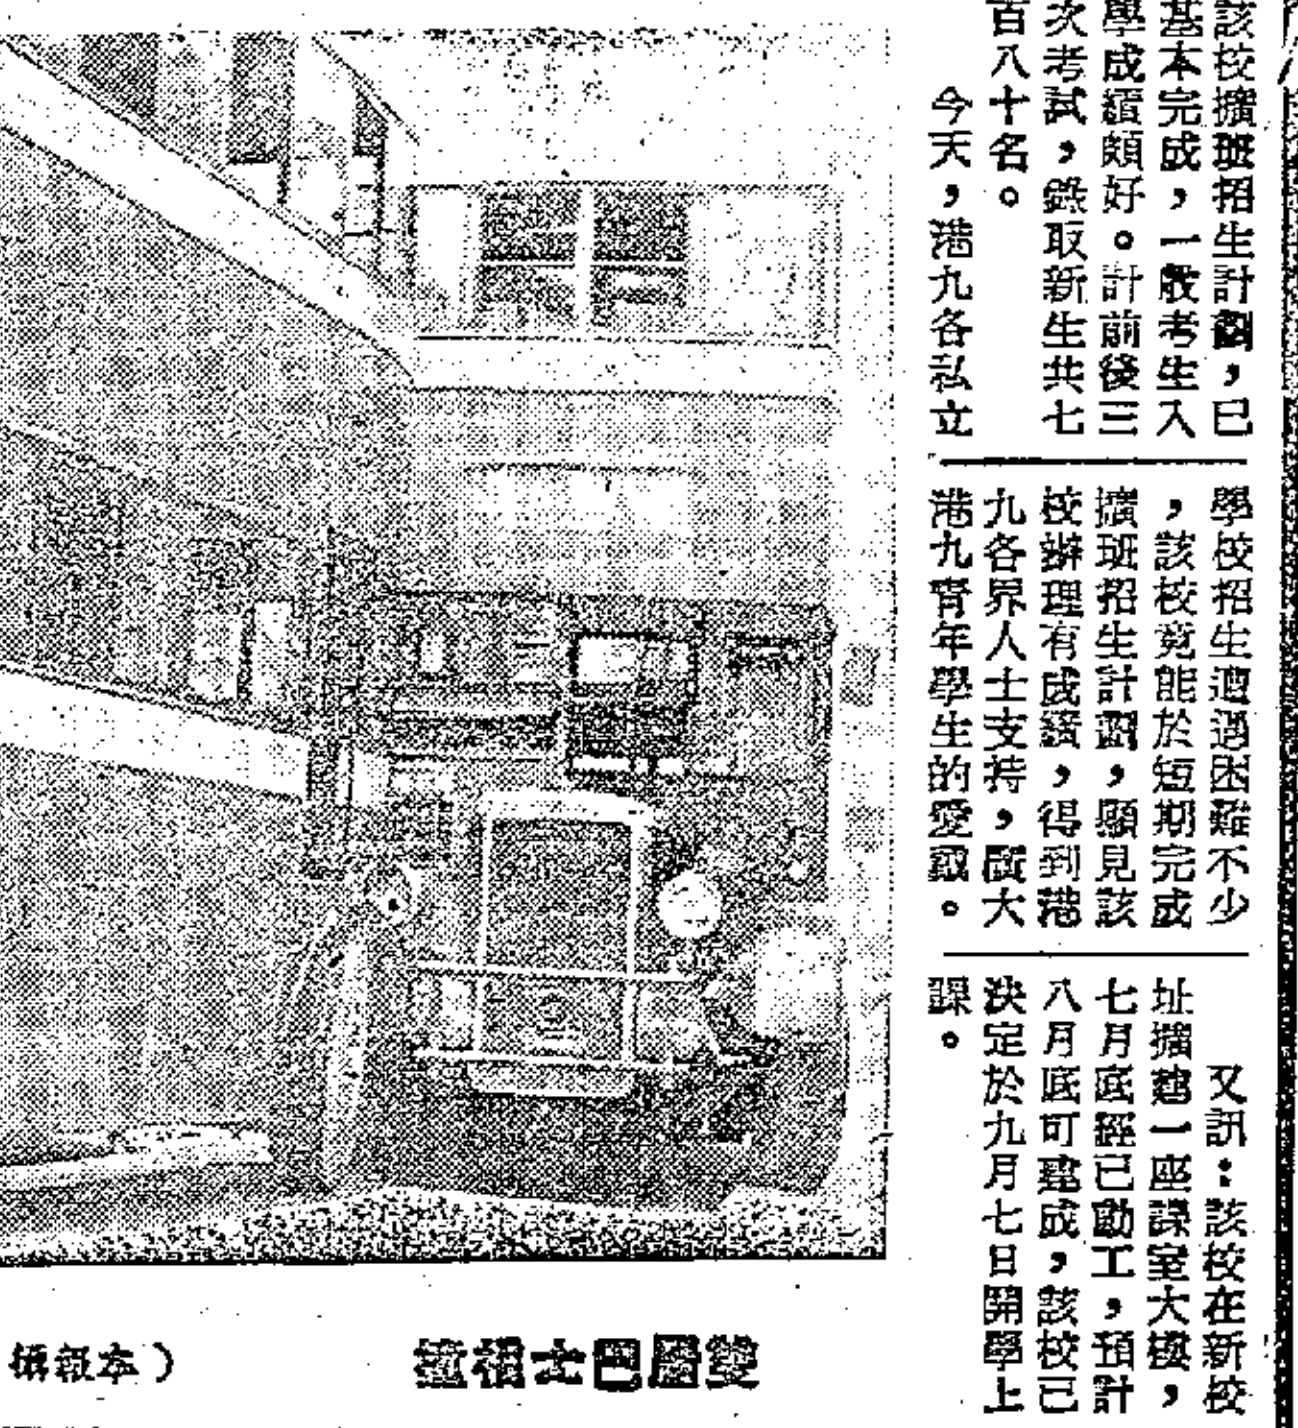 該校擴班招生計劃，已
基本完成，一般考生入
學成績頗好。計前後三
次考試，錄取新生共七
百八十名。
今天，港九各私立
學校招生遭遇困難不少
，該校竟能於短期完成
擴班招生計劃，顯見該
校辦理有成績，得到港
九各界人士支持，廣大
港九青年學生的愛戴。
又訊：該校在新校
址擴建一座課室大樓，
七月底經已動工，預計
八月底可建成，該校已
決定於九月七日開學上
課。
雙層巴士相撞
（本報攝